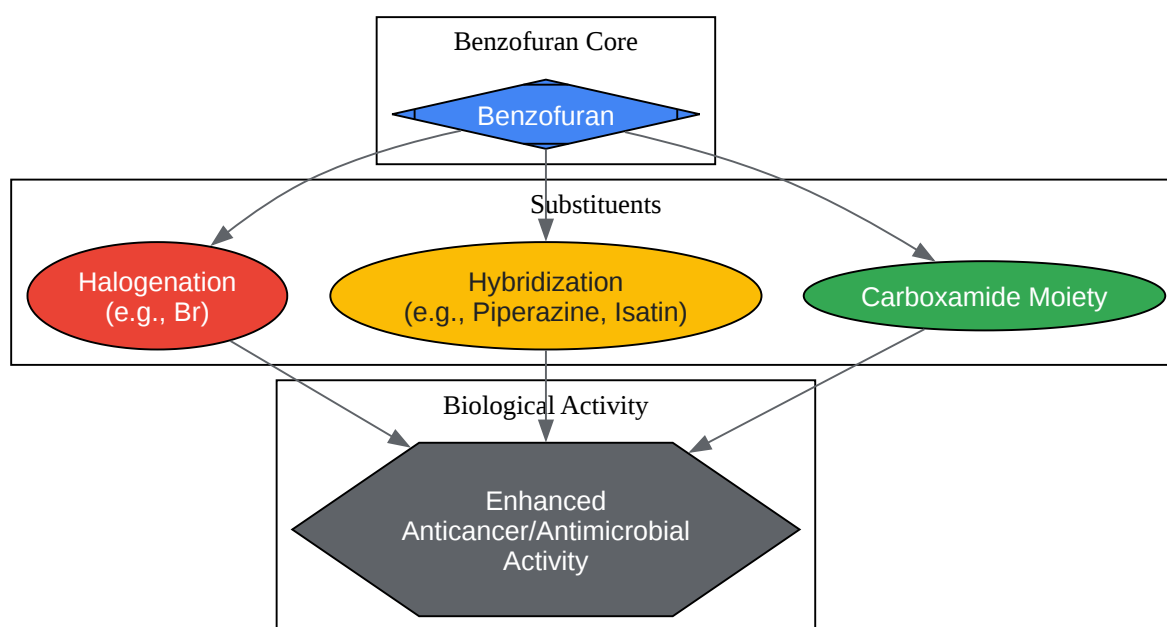 Benzofuran Core
Benzofuran
Substituents
Halogenation
(e.g., Br)
Hybridization
(e.g., Piperazine, Isatin)
Carboxamide Moiety
Biological Activity
Enhanced
Anticancer/Antimicrobial
Activity